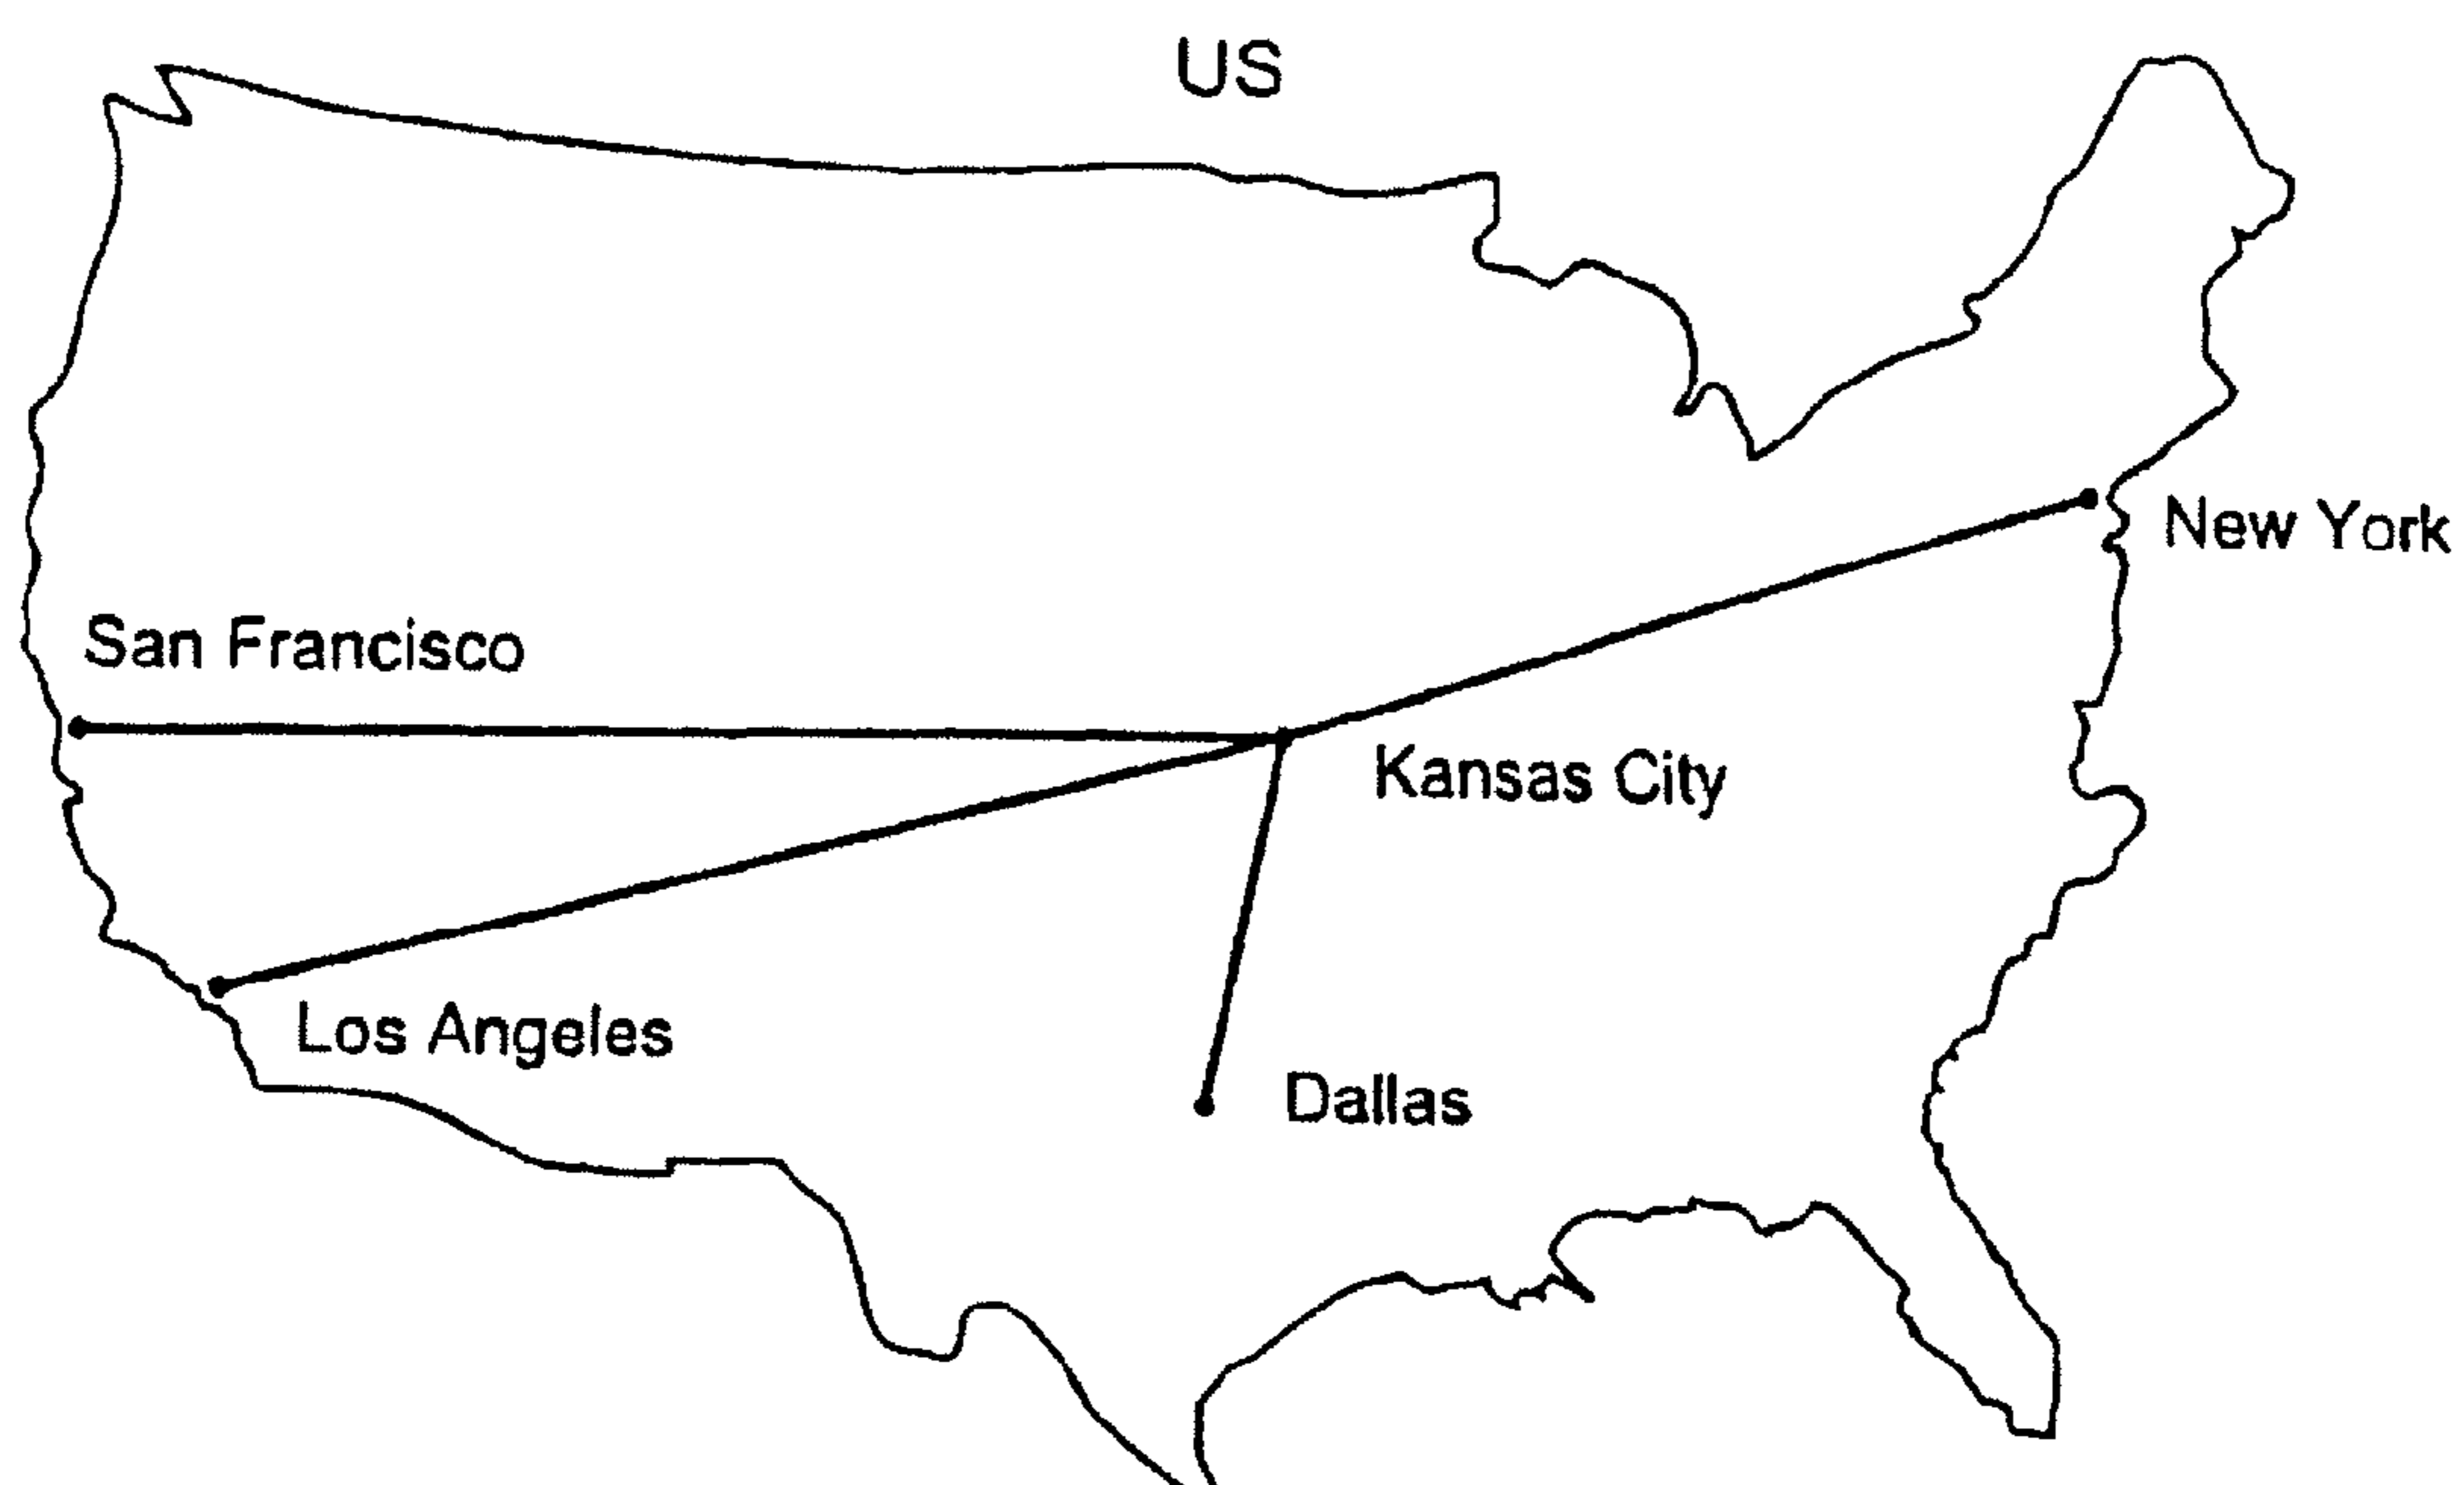 US
New York
San Francisco
Kansas City
Los Angeles
Dallas